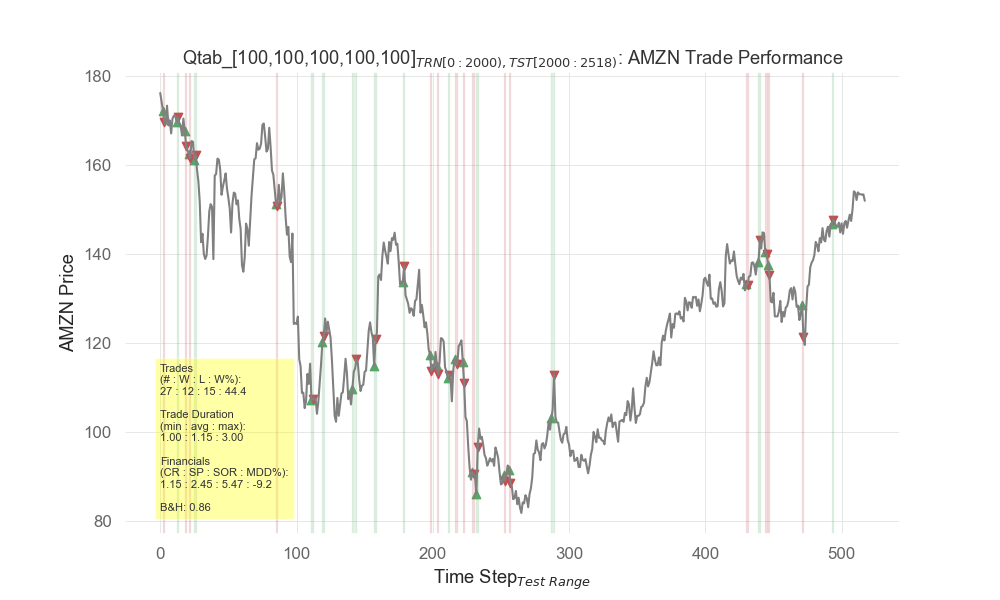 Qtab_[100,100,100,100,100]TRN[0:2000),TST[2000:2518): AMZN Trade Performance
180
160
140
120
100
80
AMZN Price
Trades
(# : W : L : W%):
27 : 12 : 15 : 44.4
Trade Duration
(min : avg : max):
1.00 : 1.15 : 3.00
Financials
(CR : SP : SOR : MDD%):
1.15 : 2.45 : 5.47 : -9.2
B&H: 0.86
0 100 200 300 400 500
Time StepTest Range